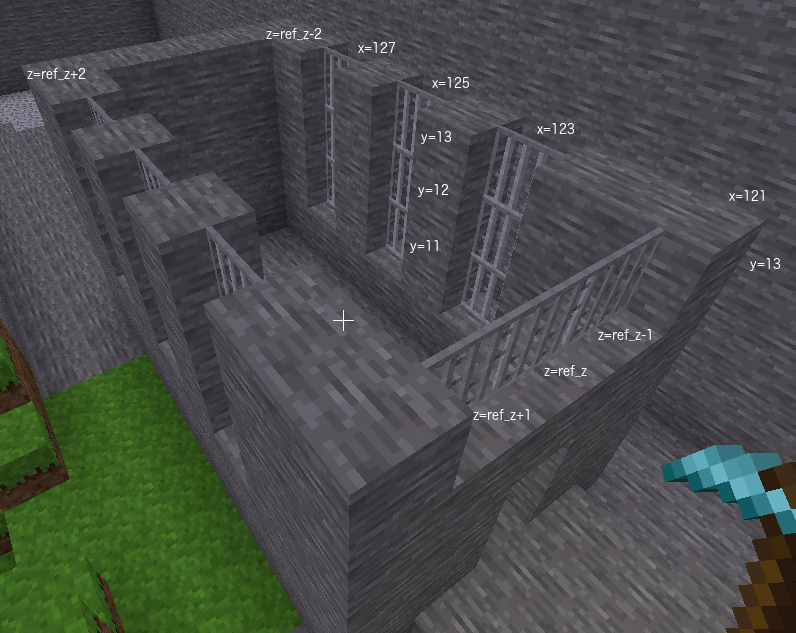 z=ref_z-2
x=127
z=ref_z+2
x=125
x=123
y=13
y=12
x=121
y=11
y=13
z=ref_z-1
z=ref_z
z=ref_z+1